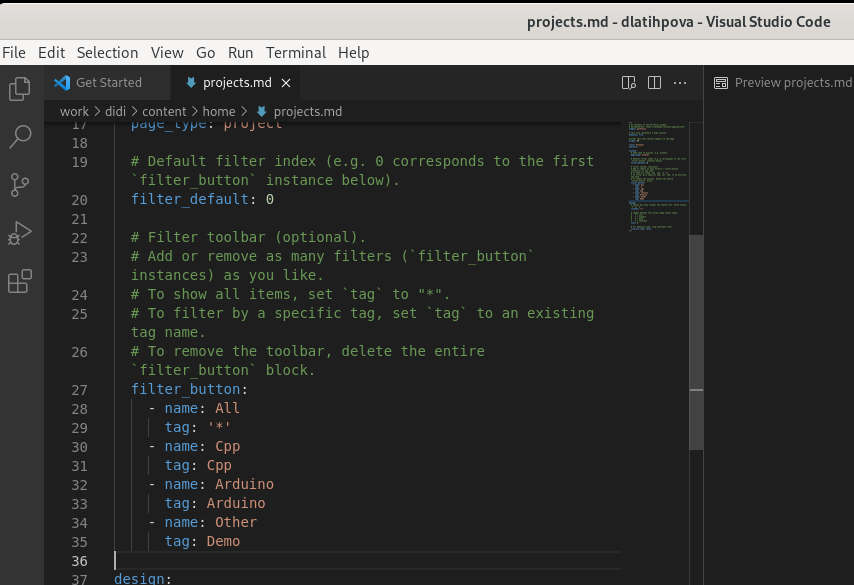 projects.md - dlatihpova - Visual Studio Code
File Edit Selection View Go Run Terminal Help
Get Started projects.md Preview projects.md
work > didi > content > home > projects.md
17 page_type: project
18
19 # Default filter index (e.g. 0 corresponds to the first
`filter_button` instance below).
20 filter_default: 0
21
22 # Filter toolbar (optional).
23 # Add or remove as many filters (`filter_button`
instances) as you like.
24 # To show all items, set `tag` to "*".
25 # To filter by a specific tag, set `tag` to an existing
tag name.
26 # To remove the toolbar, delete the entire
`filter_button` block.
27 filter_button:
28 - name: All
29 tag: '*'
30 - name: Cpp
31 tag: Cpp
32 - name: Arduino
33 tag: Arduino
34 - name: Other
35 tag: Demo
36
37 design: